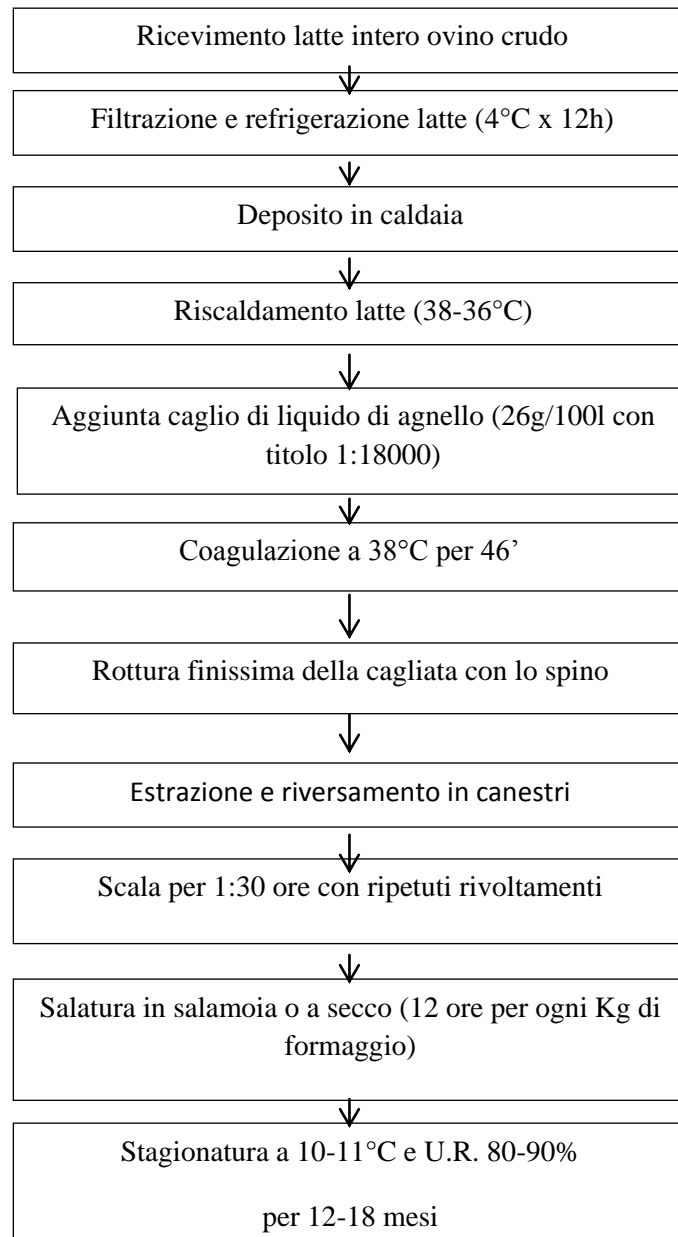 Ricevimento latte intero ovino crudo
Filtrazione e refrigerazione latte (4°C x 12h)
Deposito in caldaia
Riscaldamento latte (38-36°C)
Aggiunta caglio di liquido di agnello (26g/100l con
titolo 1:18000)
Coagulazione a 38°C per 46’
Rottura finissima della cagliata con lo spino
Estrazione e riversamento in canestri
Scala per 1:30 ore con ripetuti rivoltamenti
Salatura in salamoia o a secco (12 ore per ogni Kg di
formaggio)
Stagionatura a 10-11°C e U.R. 80-90%
per 12-18 mesi